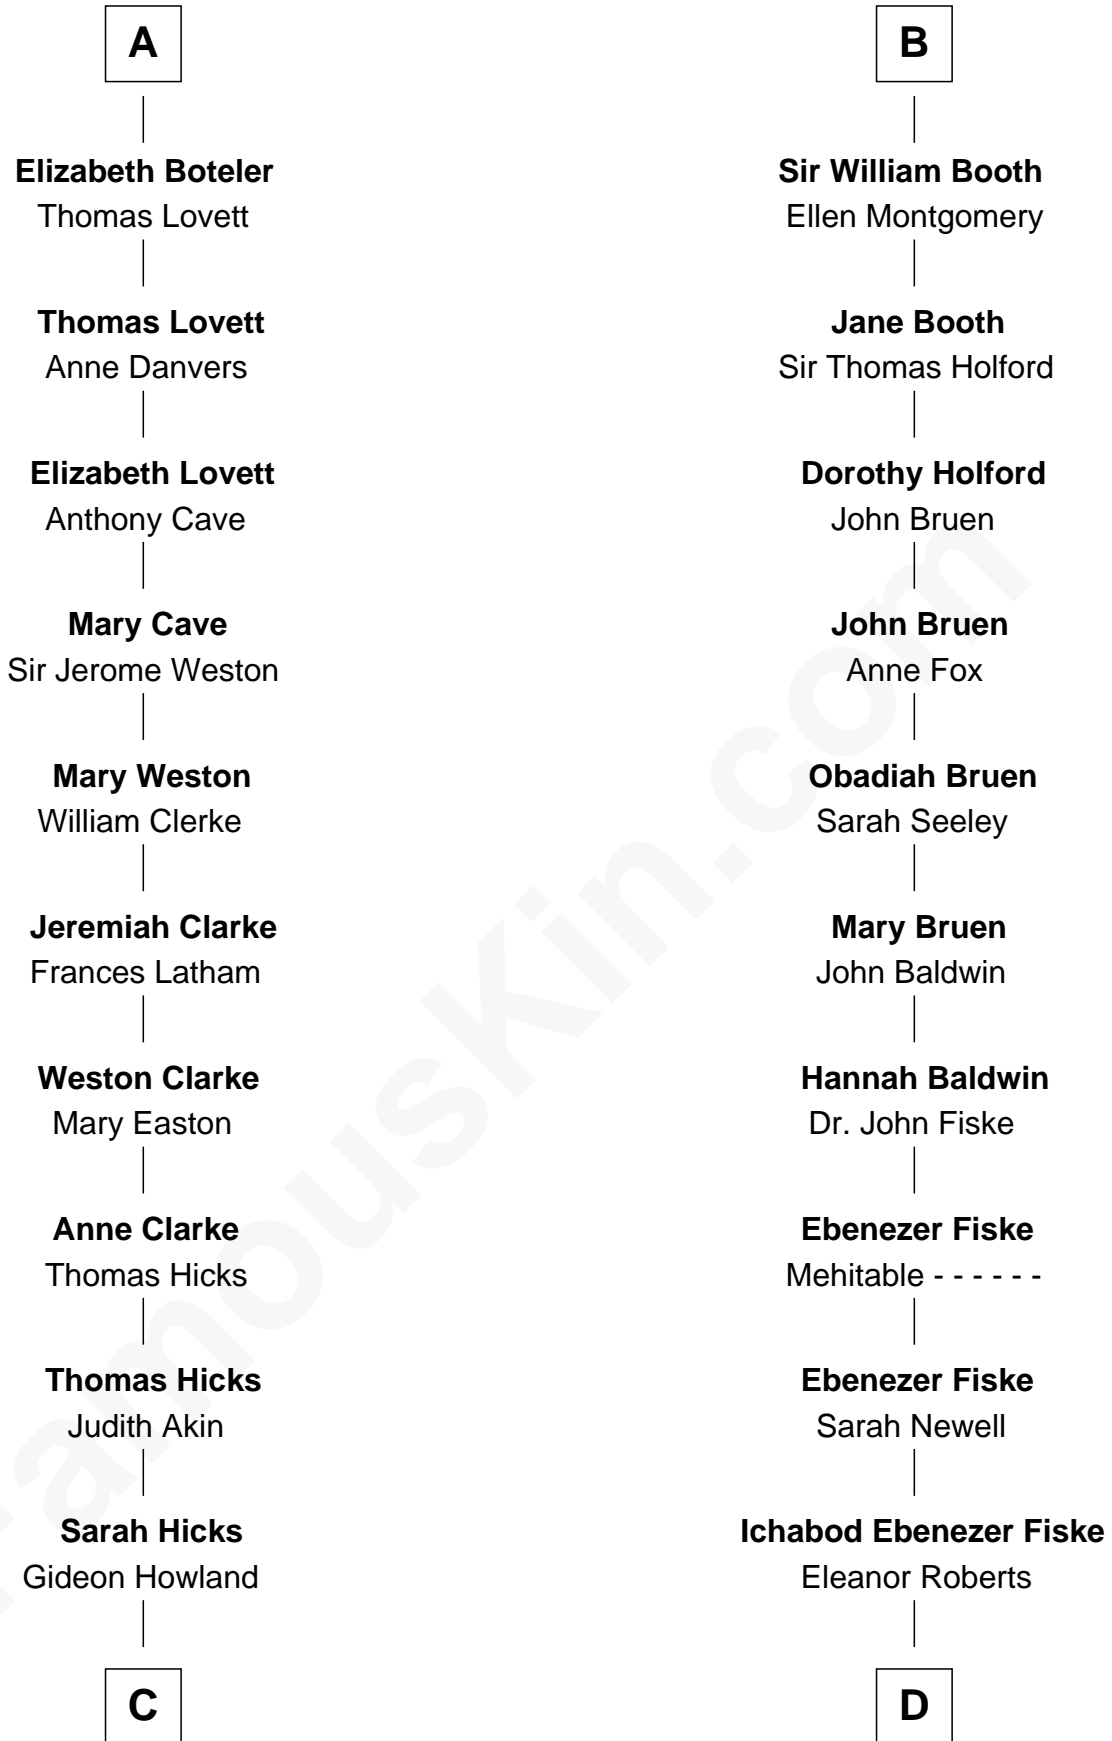 A
Elizabeth Boteler
Thomas Lovett
Thomas Lovett
Anne Danvers
Elizabeth Lovett
Anthony Cave
Mary Cave
Sir Jerome Weston
Mary Weston
William Clerke
Jeremiah Clarke
Frances Latham
Weston Clarke
Mary Easton
Anne Clarke
Thomas Hicks
Thomas Hicks
Judith Akin
Sarah Hicks
Gideon Howland
C
B
Sir William Booth
Ellen Montgomery
Jane Booth
Sir Thomas Holford
Dorothy Holford
John Bruen
John Bruen
Anne Fox
Obadiah Bruen
Sarah Seeley
Mary Bruen
John Baldwin
Hannah Baldwin
Dr. John Fiske
Ebenezer Fiske
Mehitable - - - - - -
Ebenezer Fiske
Sarah Newell
Ichabod Ebenezer Fiske
Eleanor Roberts
D
FamousKin.com